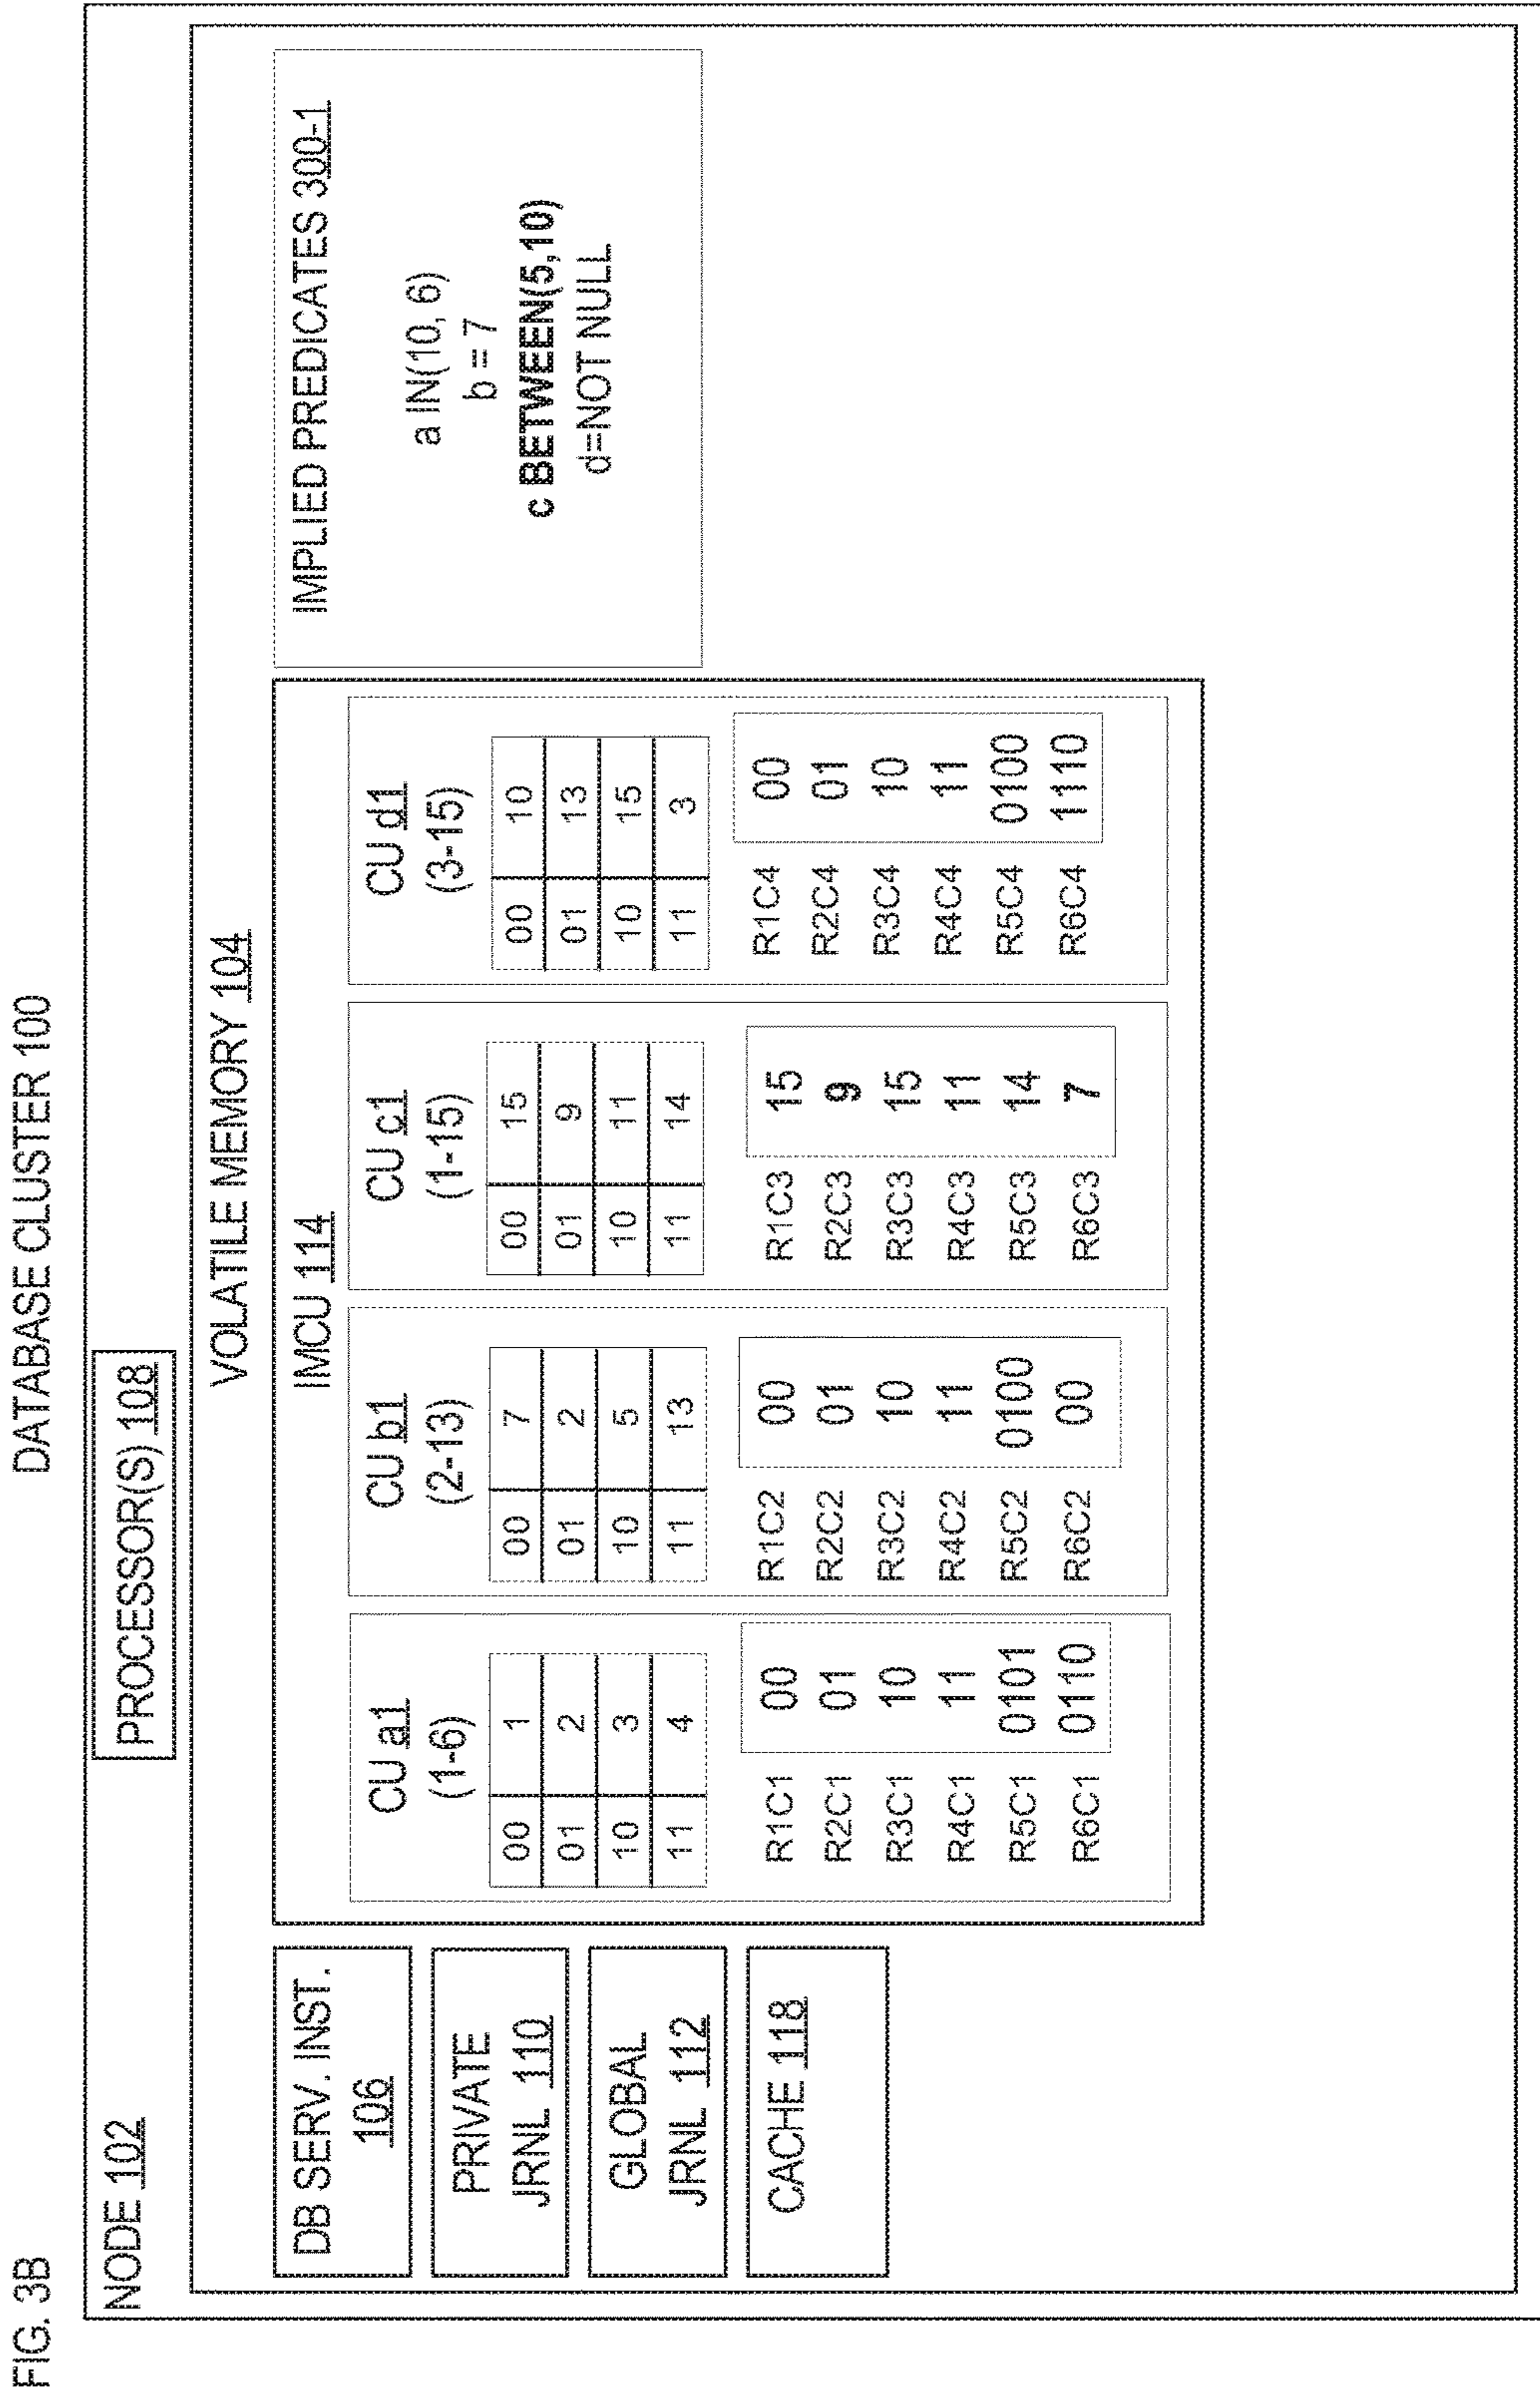 FIG. 3B
DATABASE CLUSTER 100
NODE 102
PROCESSOR(S) 108
VOLATILE MEMORY 104
DB SERV. INST.
106
PRIVATE
JRNL 110
GLOBAL
JRNL 112
CACHE 118
IMCU 114
CU a1
(1-6)
00 1
01 2
10 3
11 4
R1C1 00
R2C1 01
R3C1 10
R4C1 11
R5C1 0101
R6C1 0110
CU b1
(2-13)
00 7
01 2
10 5
11 13
R1C2 00
R2C2 01
R3C2 10
R4C2 11
R5C2 0100
R6C2 00
CU c1
(1-15)
00 15
01 9
10 11
11 14
R1C3 15
R2C3 9
R3C3 15
R4C3 11
R5C3 14
R6C3 7
CU d1
(3-15)
00 10
01 13
10 15
11 3
R1C4 00
R2C4 01
R3C4 10
R4C4 11
R5C4 0100
R6C4 1110
IMPLIED PREDICATES 300-1
a IN(10, 6)
b = 7
c BETWEEN(5,10)
d=NOT NULL